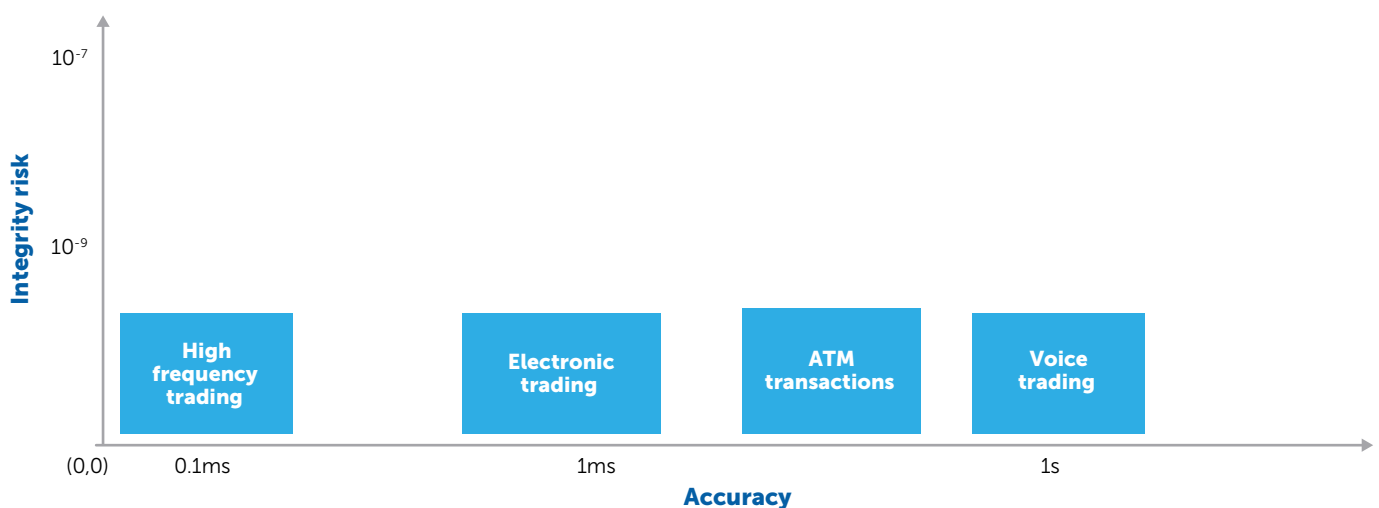 10⁻⁷
Integrity risk
10⁻⁹
High
frequency
trading
Electronic
trading
ATM
transactions
Voice
trading
(0,0)
0.1ms
1ms
1s
Accuracy